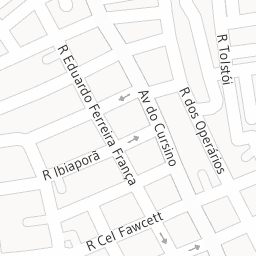 R Eduardo Ferreira França
Av do Cursino
R dos Operários
R Tolstói
R Ibiaporã
R Cel Fawcett